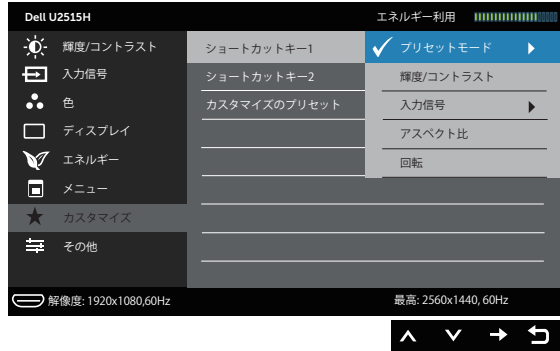 Dell U2515H
エネルギー利用
輝度/コントラスト
入力信号
色
ディスプレイ
エネルギー
メニュー
カスタマイズ
その他
ショートカットキー1
ショートカットキー2
カスタマイズのプリセット
プリセットモード
輝度/コントラスト
入力信号
アスペクト比
回転
解像度: 1920x1080,60Hz
最高: 2560x1440, 60Hz